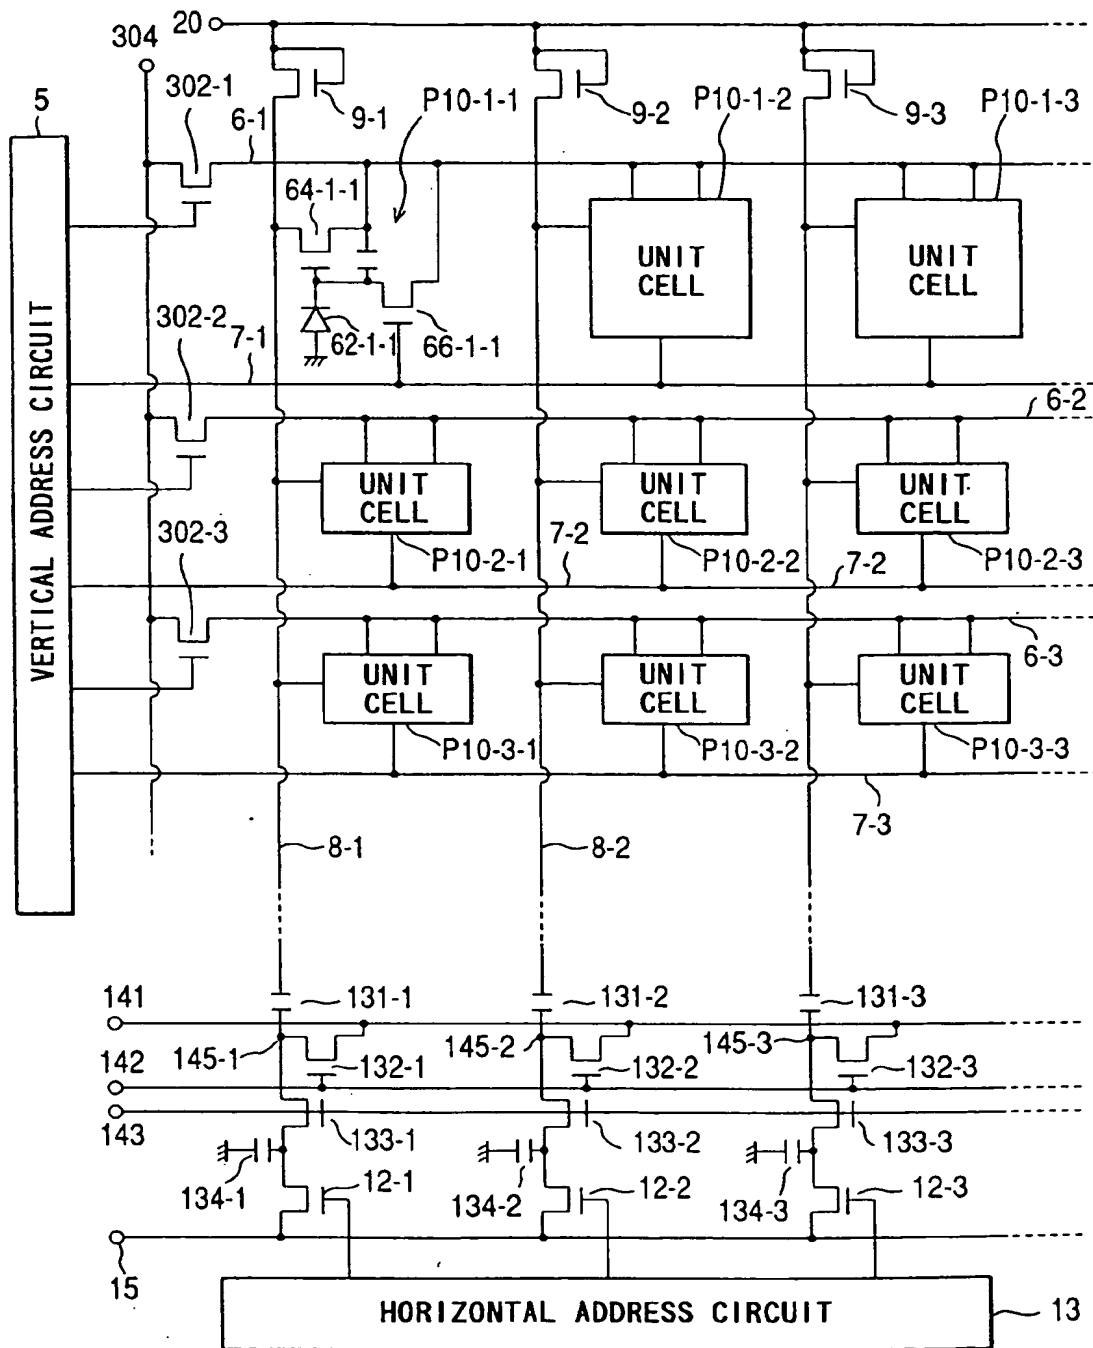 20
304
302-1
5
6-1
9-1
P10-1-1
9-2
P10-1-2
9-3
P10-1-3
64-1-1
UNIT
CELL
UNIT
CELL
302-2
7-1
62-1-1
66-1-1
VERTICAL ADDRESS CIRCUIT
6-2
UNIT
CELL
UNIT
CELL
UNIT
CELL
302-3
P10-2-1
7-2
P10-2-2
7-2
P10-2-3
6-3
UNIT
CELL
UNIT
CELL
UNIT
CELL
P10-3-1
P10-3-2
P10-3-3
7-3
8-1
8-2
141
131-1
131-2
131-3
145-1
145-2
145-3
142
132-1
132-2
132-3
143
133-1
133-2
133-3
134-1
12-1
134-2
12-2
134-3
12-3
15
HORIZONTAL ADDRESS CIRCUIT
13